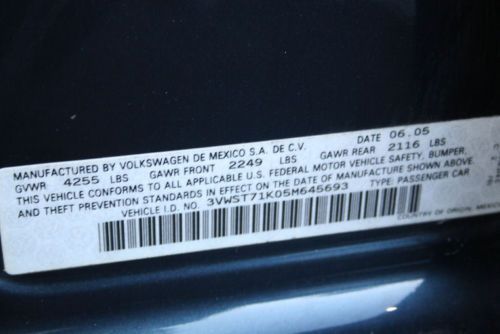 MANUFACTURED BY VOLKSWAGEN DE MEXICO S.A. DE C.V. DATE 06.05
GVWR 4255 LBS GAWR FRONT 2249 LBS GAWR REAR 2116 LBS
THIS VEHICLE CONFORMS TO ALL APPLICABLE U.S. FEDERAL MOTOR VEHICLE SAFETY, BUMPER,
AND THEFT PREVENTION STANDARDS IN EFFECT ON THE DATE OF MANUFACTURE SHOWN ABOVE.
VEHICLE I.D. NO. 3VWST71K05M645693 TYPE: PASSENGER CAR
COUNTRY OF ORIGIN: MEXICO